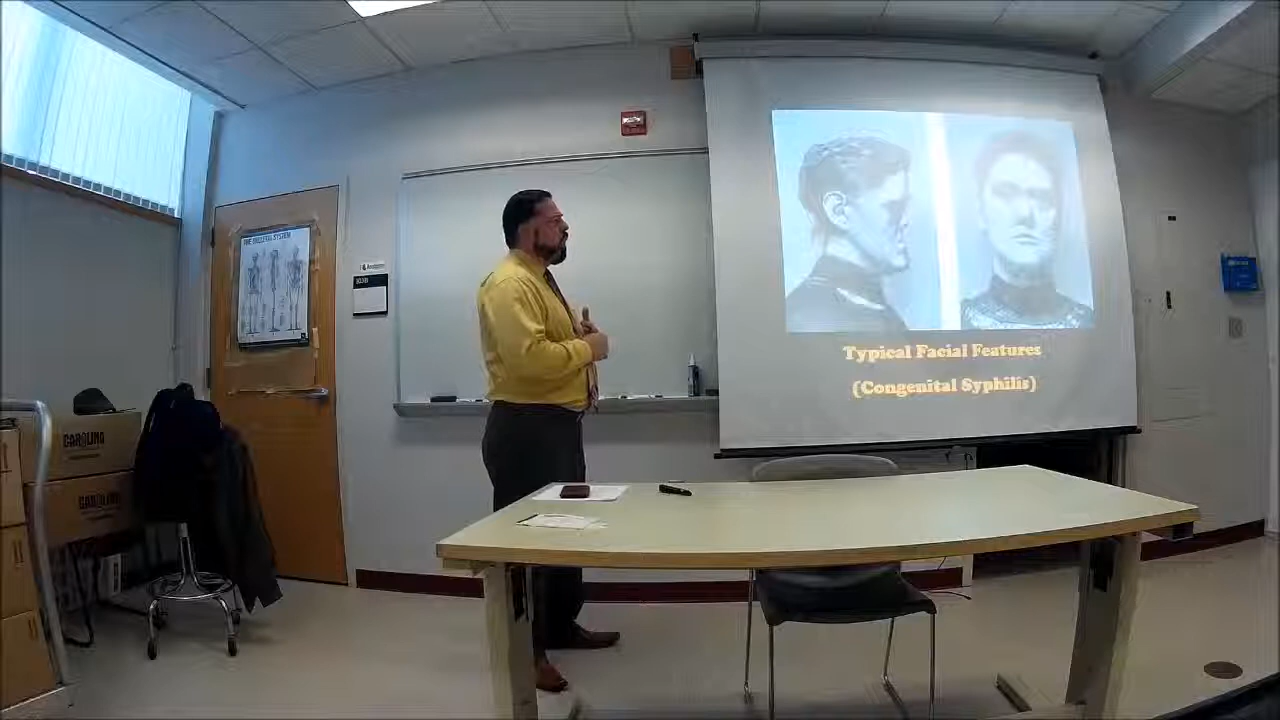 THE SKELETAL SYSTEM
CAROLINA
CAROLINA
Typical Facial Features
(Congenital Syphilis)